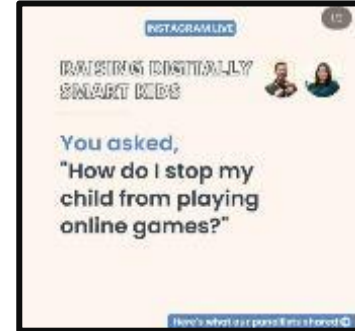 INSTAGRAM LIVE
RAISING DIGITALLY
SMART KIDS
You asked,
"How do I stop my
child from playing
online games?"
Here's what our panelists shared